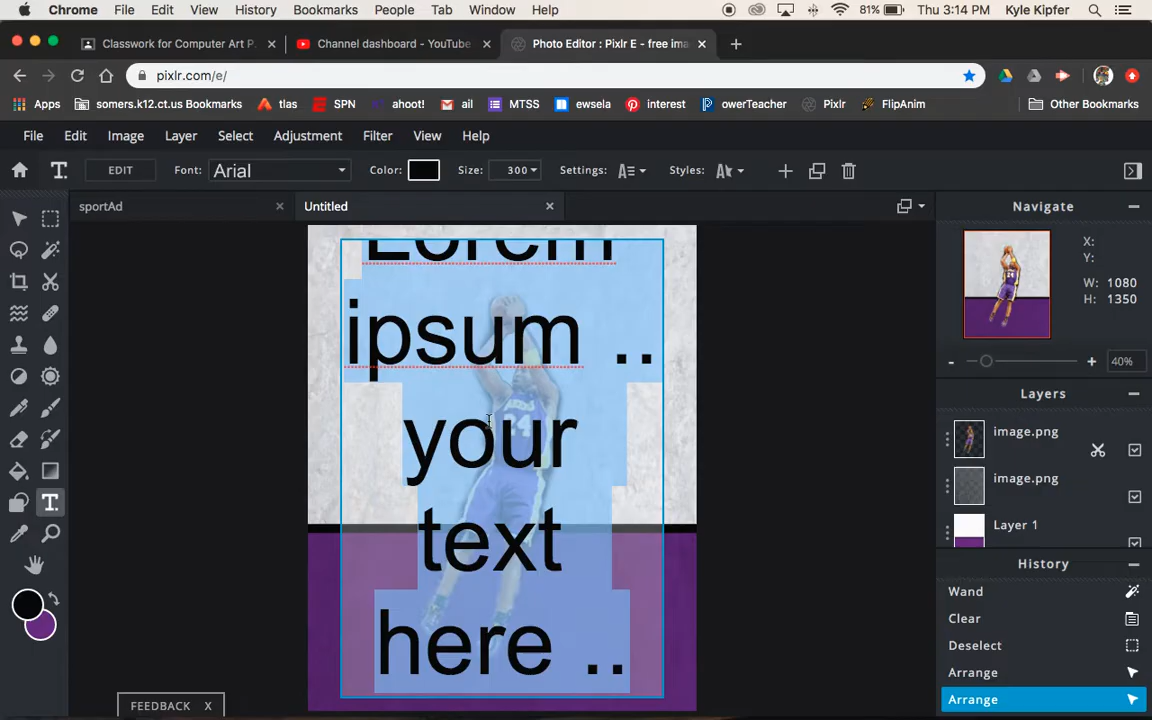 Chrome File Edit View History Bookmarks People Tab Window Help 81% Thu 3:14 PM Kyle Kipfer
Classwork for Computer Art P. Channel dashboard - YouTube Photo Editor : Pixlr E - free ima
pixlr.com/e/
Apps somers.k12.ct.us Bookmarks tlas SPN ahoot! ail MTSS ewsela interest owerTeacher Pixlr FlipAnim Other Bookmarks
File Edit Image Layer Select Adjustment Filter View Help
EDIT Font: Arial Color: Size: 300 Settings: Styles:
sportAd Untitled
Navigate
X:
Y:
W: 1080
H: 1350
40%
Lorem
ipsum ..
your
text
here ..
24
Layers
image.png
image.png
Layer 1
History
Wand
Clear
Deselect
Arrange
Arrange
FEEDBACK X